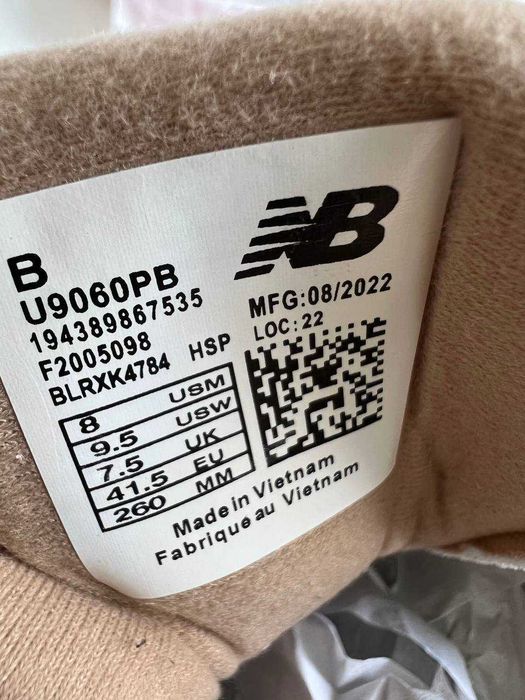 B
U9060PB
194389867535
F2005098
BLRXK4784 HSP
NB
MFG:08/2022
LOC:22
8 USM
9.5 USW
7.5 UK
41.5 EU
260 MM
Made in Vietnam
Fabrique au Vietnam